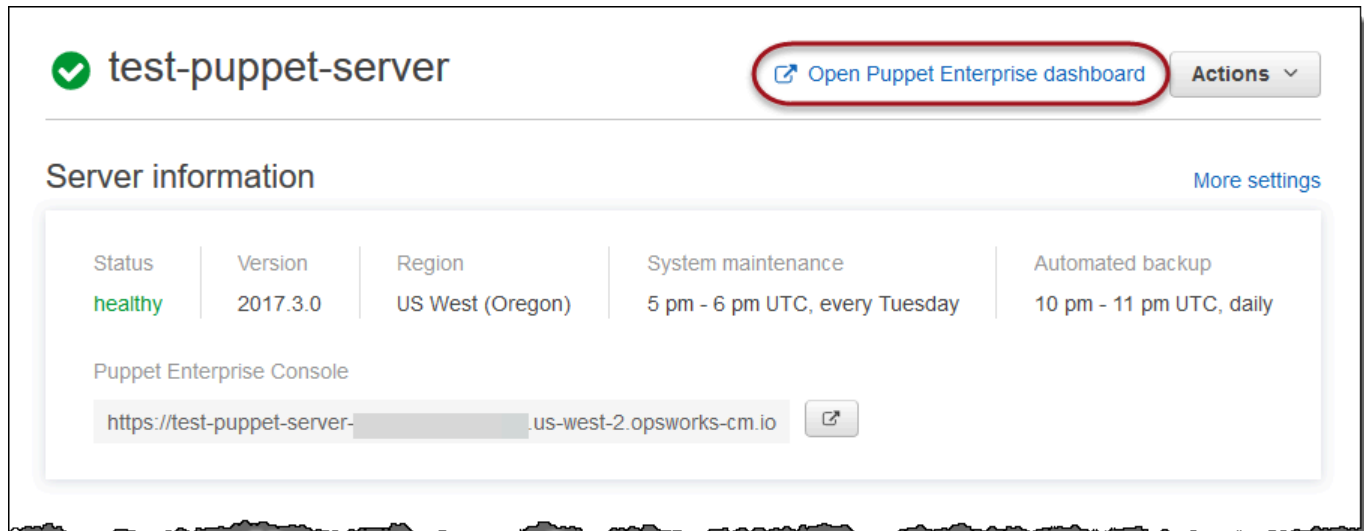 test-puppet-server
Open Puppet Enterprise dashboard
Actions
Server information
More settings
Status Version Region System maintenance Automated backup
healthy 2017.3.0 US West (Oregon) 5 pm - 6 pm UTC, every Tuesday 10 pm - 11 pm UTC, daily
Puppet Enterprise Console
https://test-puppet-server- .us-west-2.opsworks-cm.io